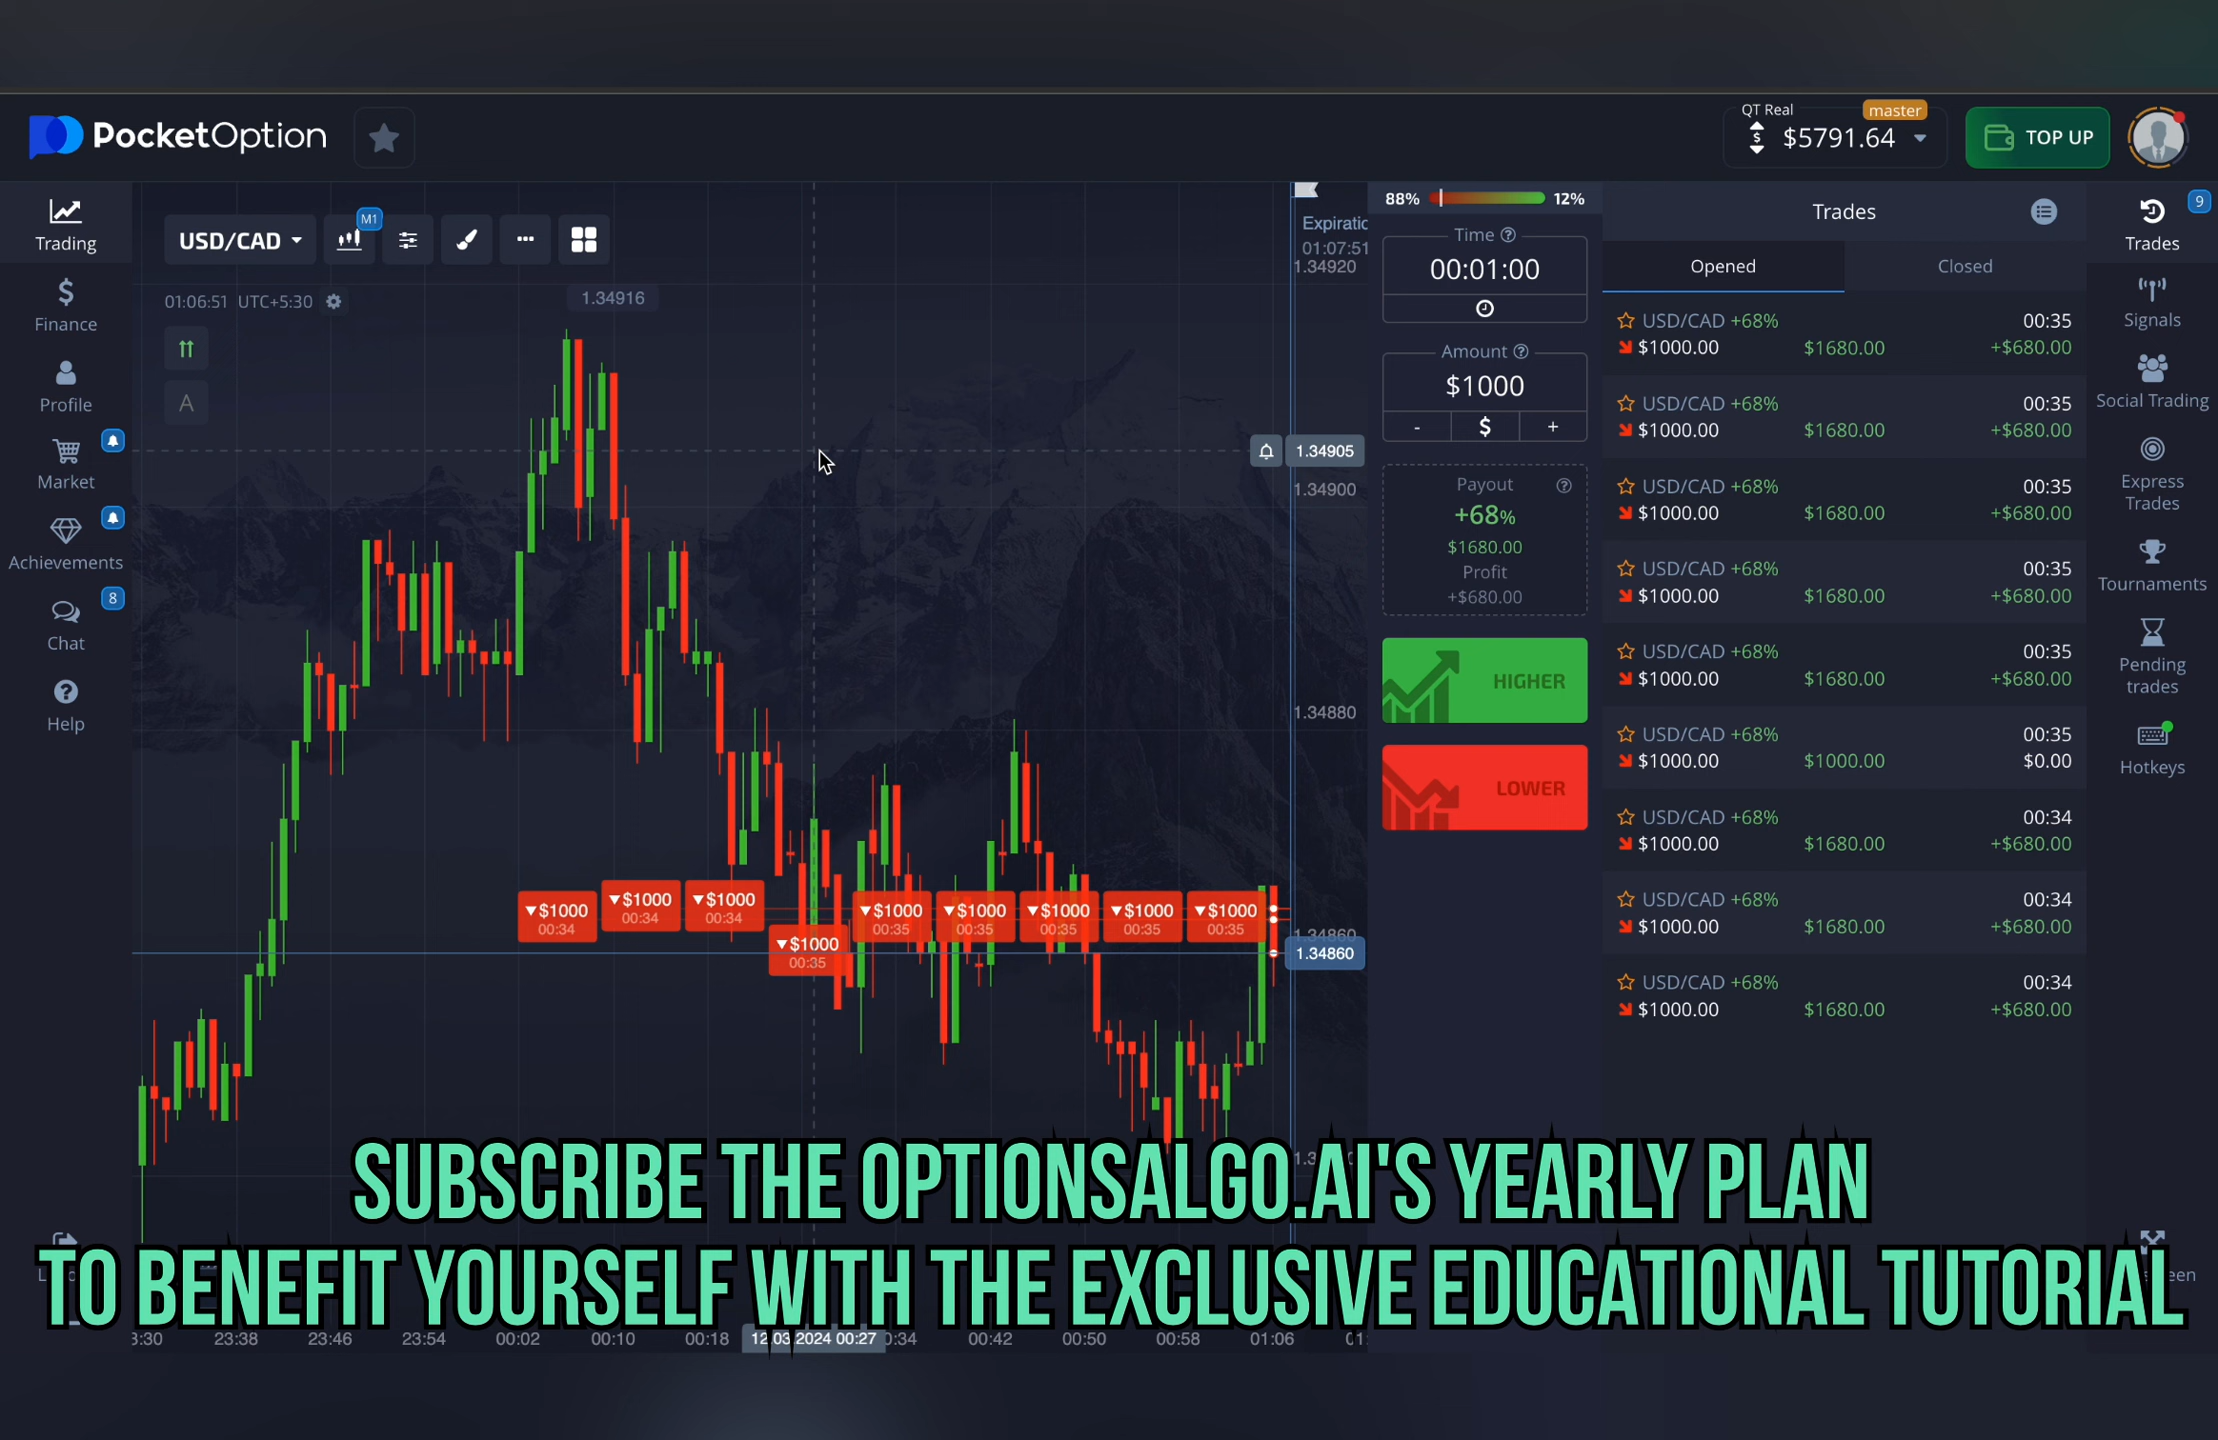 PocketOption
QT Real
master
$5791.64
TOP UP
Trading
Finance
Profile
Market
Achievements
8
Chat
Help
USD/CAD
M1
01:06:51 UTC+5:30
A
1.34916
Expiratic
01:07:51
1.34920
1.34905
1.34900
1.34880
1.34860
1.34860
▼$1000
00:34
▼$1000
00:34
▼$1000
00:34
▼$1000
00:35
▼$1000
00:35
▼$1000
00:35
▼$1000
00:35
▼$1000
00:35
▼$1000
00:35
88% 12%
Time
00:01:00
Amount
$1000
- $ +
Payout
+68%
$1680.00
Profit
+$680.00
HIGHER
LOWER
Trades
Opened Closed
USD/CAD +68% 00:35
$1000.00 $1680.00 +$680.00
USD/CAD +68% 00:35
$1000.00 $1680.00 +$680.00
USD/CAD +68% 00:35
$1000.00 $1680.00 +$680.00
USD/CAD +68% 00:35
$1000.00 $1680.00 +$680.00
USD/CAD +68% 00:35
$1000.00 $1680.00 +$680.00
USD/CAD +68% 00:35
$1000.00 $1000.00 $0.00
USD/CAD +68% 00:34
$1000.00 $1680.00 +$680.00
USD/CAD +68% 00:34
$1000.00 $1680.00 +$680.00
USD/CAD +68% 00:34
$1000.00 $1680.00 +$680.00
9
Trades
Signals
Social Trading
Express
Trades
Tournaments
Pending
trades
Hotkeys
SUBSCRIBE THE OPTIONSALGO.AI'S YEARLY PLAN
TO BENEFIT YOURSELF WITH THE EXCLUSIVE EDUCATIONAL TUTORIAL
3:30 23:38 23:46 23:54 00:02 00:10 00:18 12.03.2024 00:27 0:34 00:42 00:50 00:58 01:06